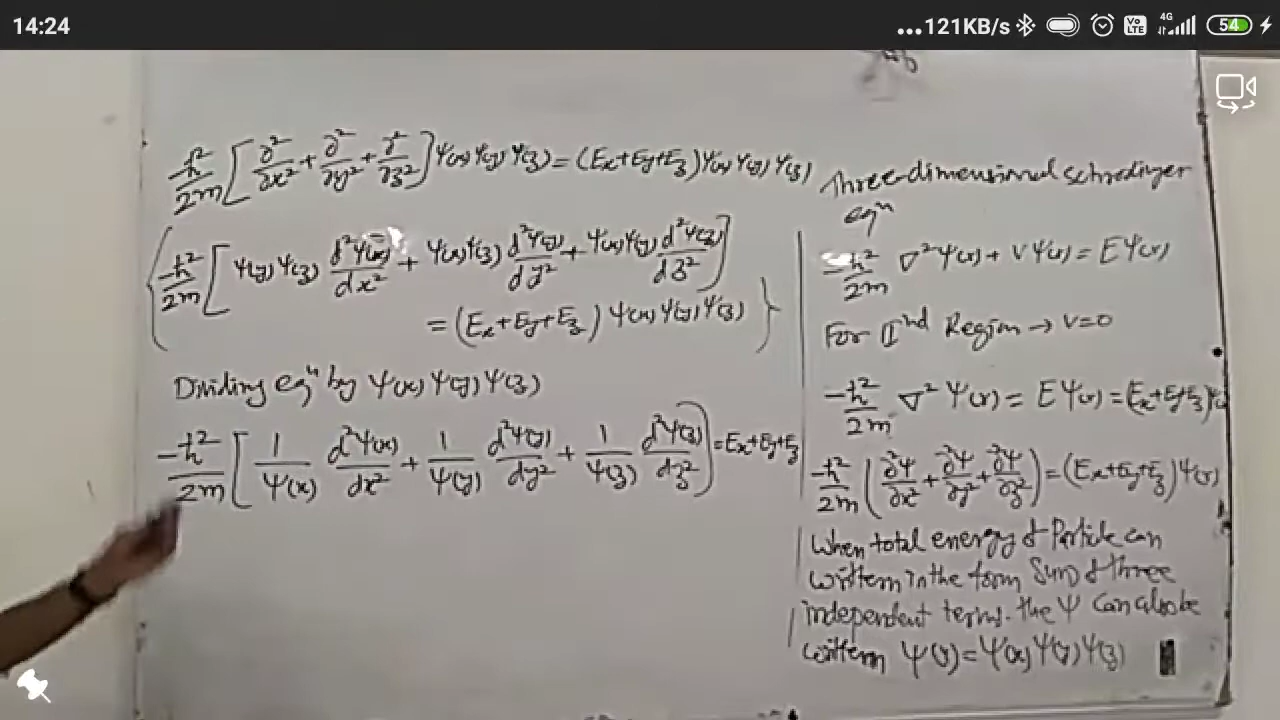 14:24
...121KB/s
Vo LTE
4G
54
-ħ²/2m [∂²/∂x² + ∂²/∂y² + ∂²/∂z²] Ψ(x) Ψ(y) Ψ(z) = (Ex+Ey+Ez) Ψ(x) Ψ(y) Ψ(z)
{-ħ²/2m [Ψ(y) Ψ(z) d²Ψ(x)/dx² + Ψ(x) Ψ(z) d²Ψ(y)/dy² + Ψ(x) Ψ(y) d²Ψ(z)/dz²]
= (Ex+Ey+Ez) Ψ(x) Ψ(y) Ψ(z)}
Dividing eqⁿ by Ψ(x) Ψ(y) Ψ(z)
-ħ²/2m [1/Ψ(x) d²Ψ(x)/dx² + 1/Ψ(y) d²Ψ(y)/dy² + 1/Ψ(z) d²Ψ(z)/dz²] = Ex+Ey+Ez
Three-dimensional schrodinger
eqⁿ
-ħ²/2m ∇²Ψ(r) + VΨ(r) = EΨ(r)
For IInd Region → V=0
-ħ²/2m ∇² Ψ(r) = EΨ(r) = (Ex+Ey+Ez)Ψ(r)
-ħ²/2m (∂²Ψ/∂x² + ∂²Ψ/∂y² + ∂²Ψ/∂z²) = (Ex+Ey+Ez)Ψ(r)
When total energy of Particle can
written in the form Sum of three
independent terms. the Ψ can also be
written Ψ(r) = Ψ(x) Ψ(y) Ψ(z)